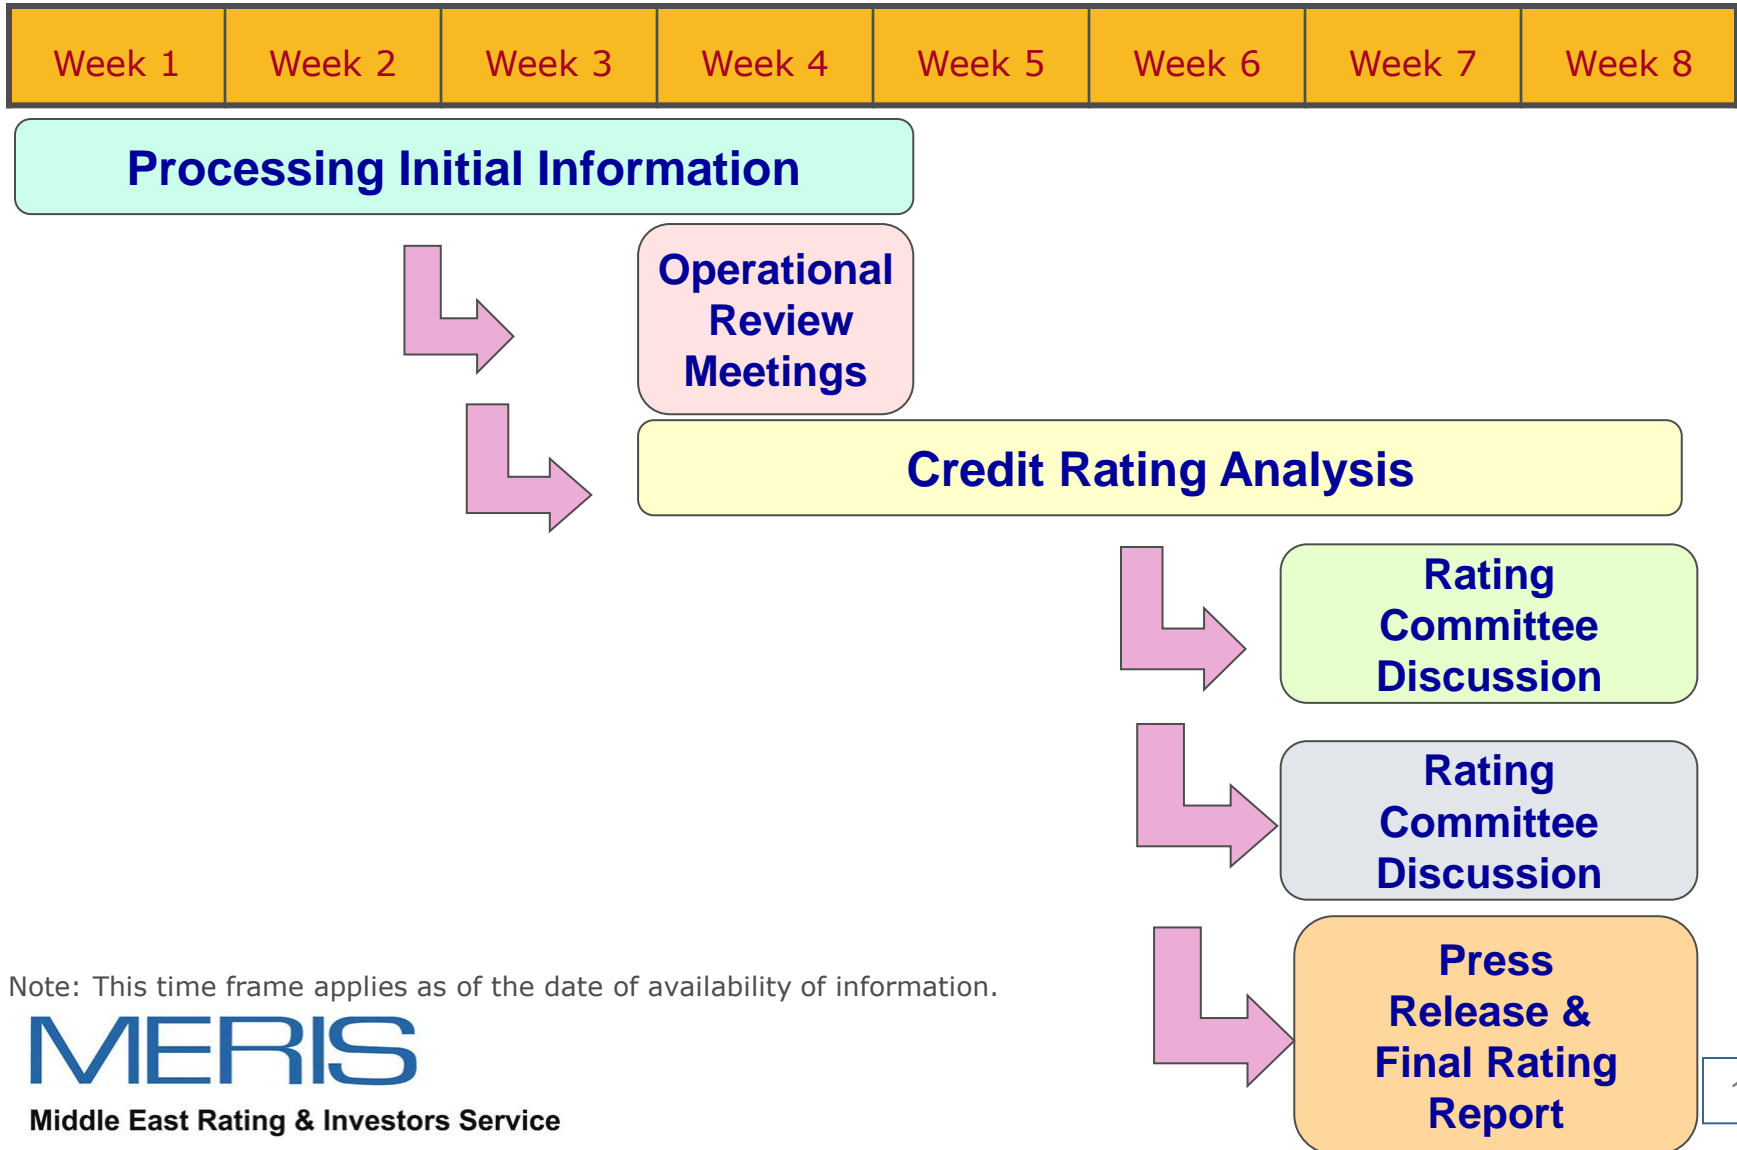 Week 1 Week 2 Week 3 Week 4 Week 5 Week 6 Week 7 Week 8
Processing Initial Information
Operational
Review
Meetings
Credit Rating Analysis
Rating
Committee
Discussion
Rating
Committee
Discussion
Press
Release &
Final Rating
Report
Note: This time frame applies as of the date of availability of information.
MERIS
Middle East Rating & Investors Service